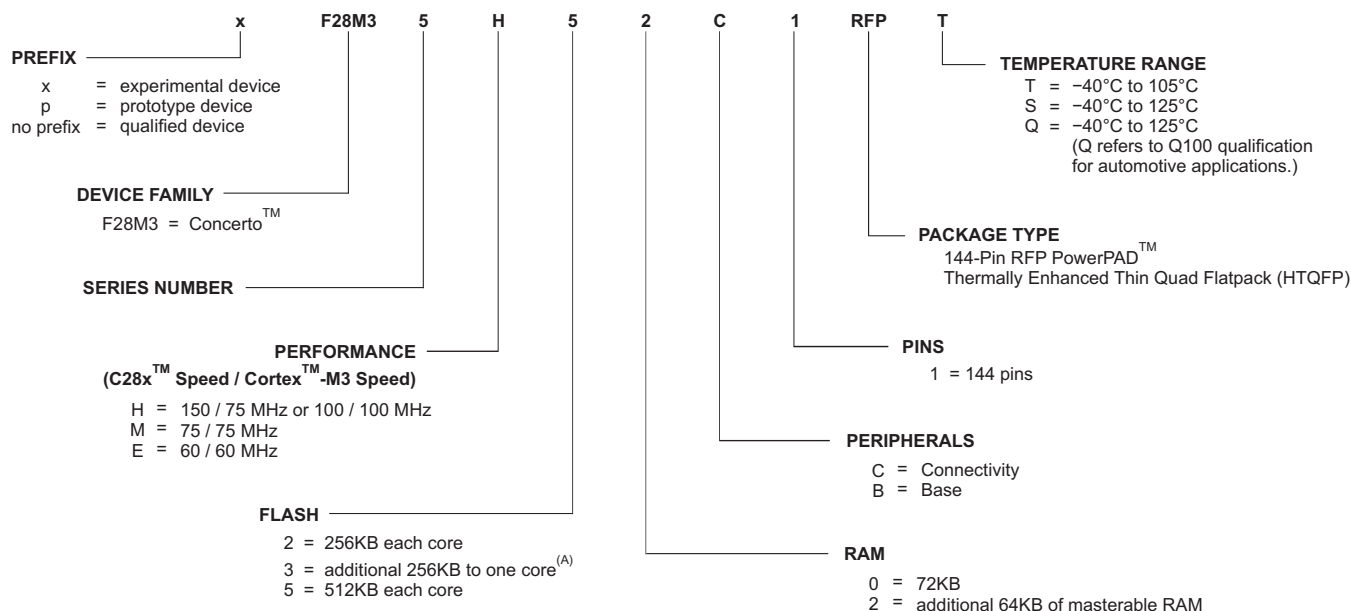 x F28M3 5 H 5 2 C 1 RFP T
PREFIX
x = experimental device
p = prototype device
no prefix = qualified device
TEMPERATURE RANGE
T = −40°C to 105°C
S = −40°C to 125°C
Q = −40°C to 125°C
(Q refers to Q100 qualification
for automotive applications.)
DEVICE FAMILY
F28M3 = Concerto™
PACKAGE TYPE
144-Pin RFP PowerPAD™
Thermally Enhanced Thin Quad Flatpack (HTQFP)
SERIES NUMBER
PERFORMANCE
(C28x™ Speed / Cortex™-M3 Speed)
H = 150 / 75 MHz or 100 / 100 MHz
M = 75 / 75 MHz
E = 60 / 60 MHz
PINS
1 = 144 pins
PERIPHERALS
C = Connectivity
B = Base
FLASH
2 = 256KB each core
3 = additional 256KB to one core(A)
5 = 512KB each core
RAM
0 = 72KB
2 = additional 64KB of masterable RAM